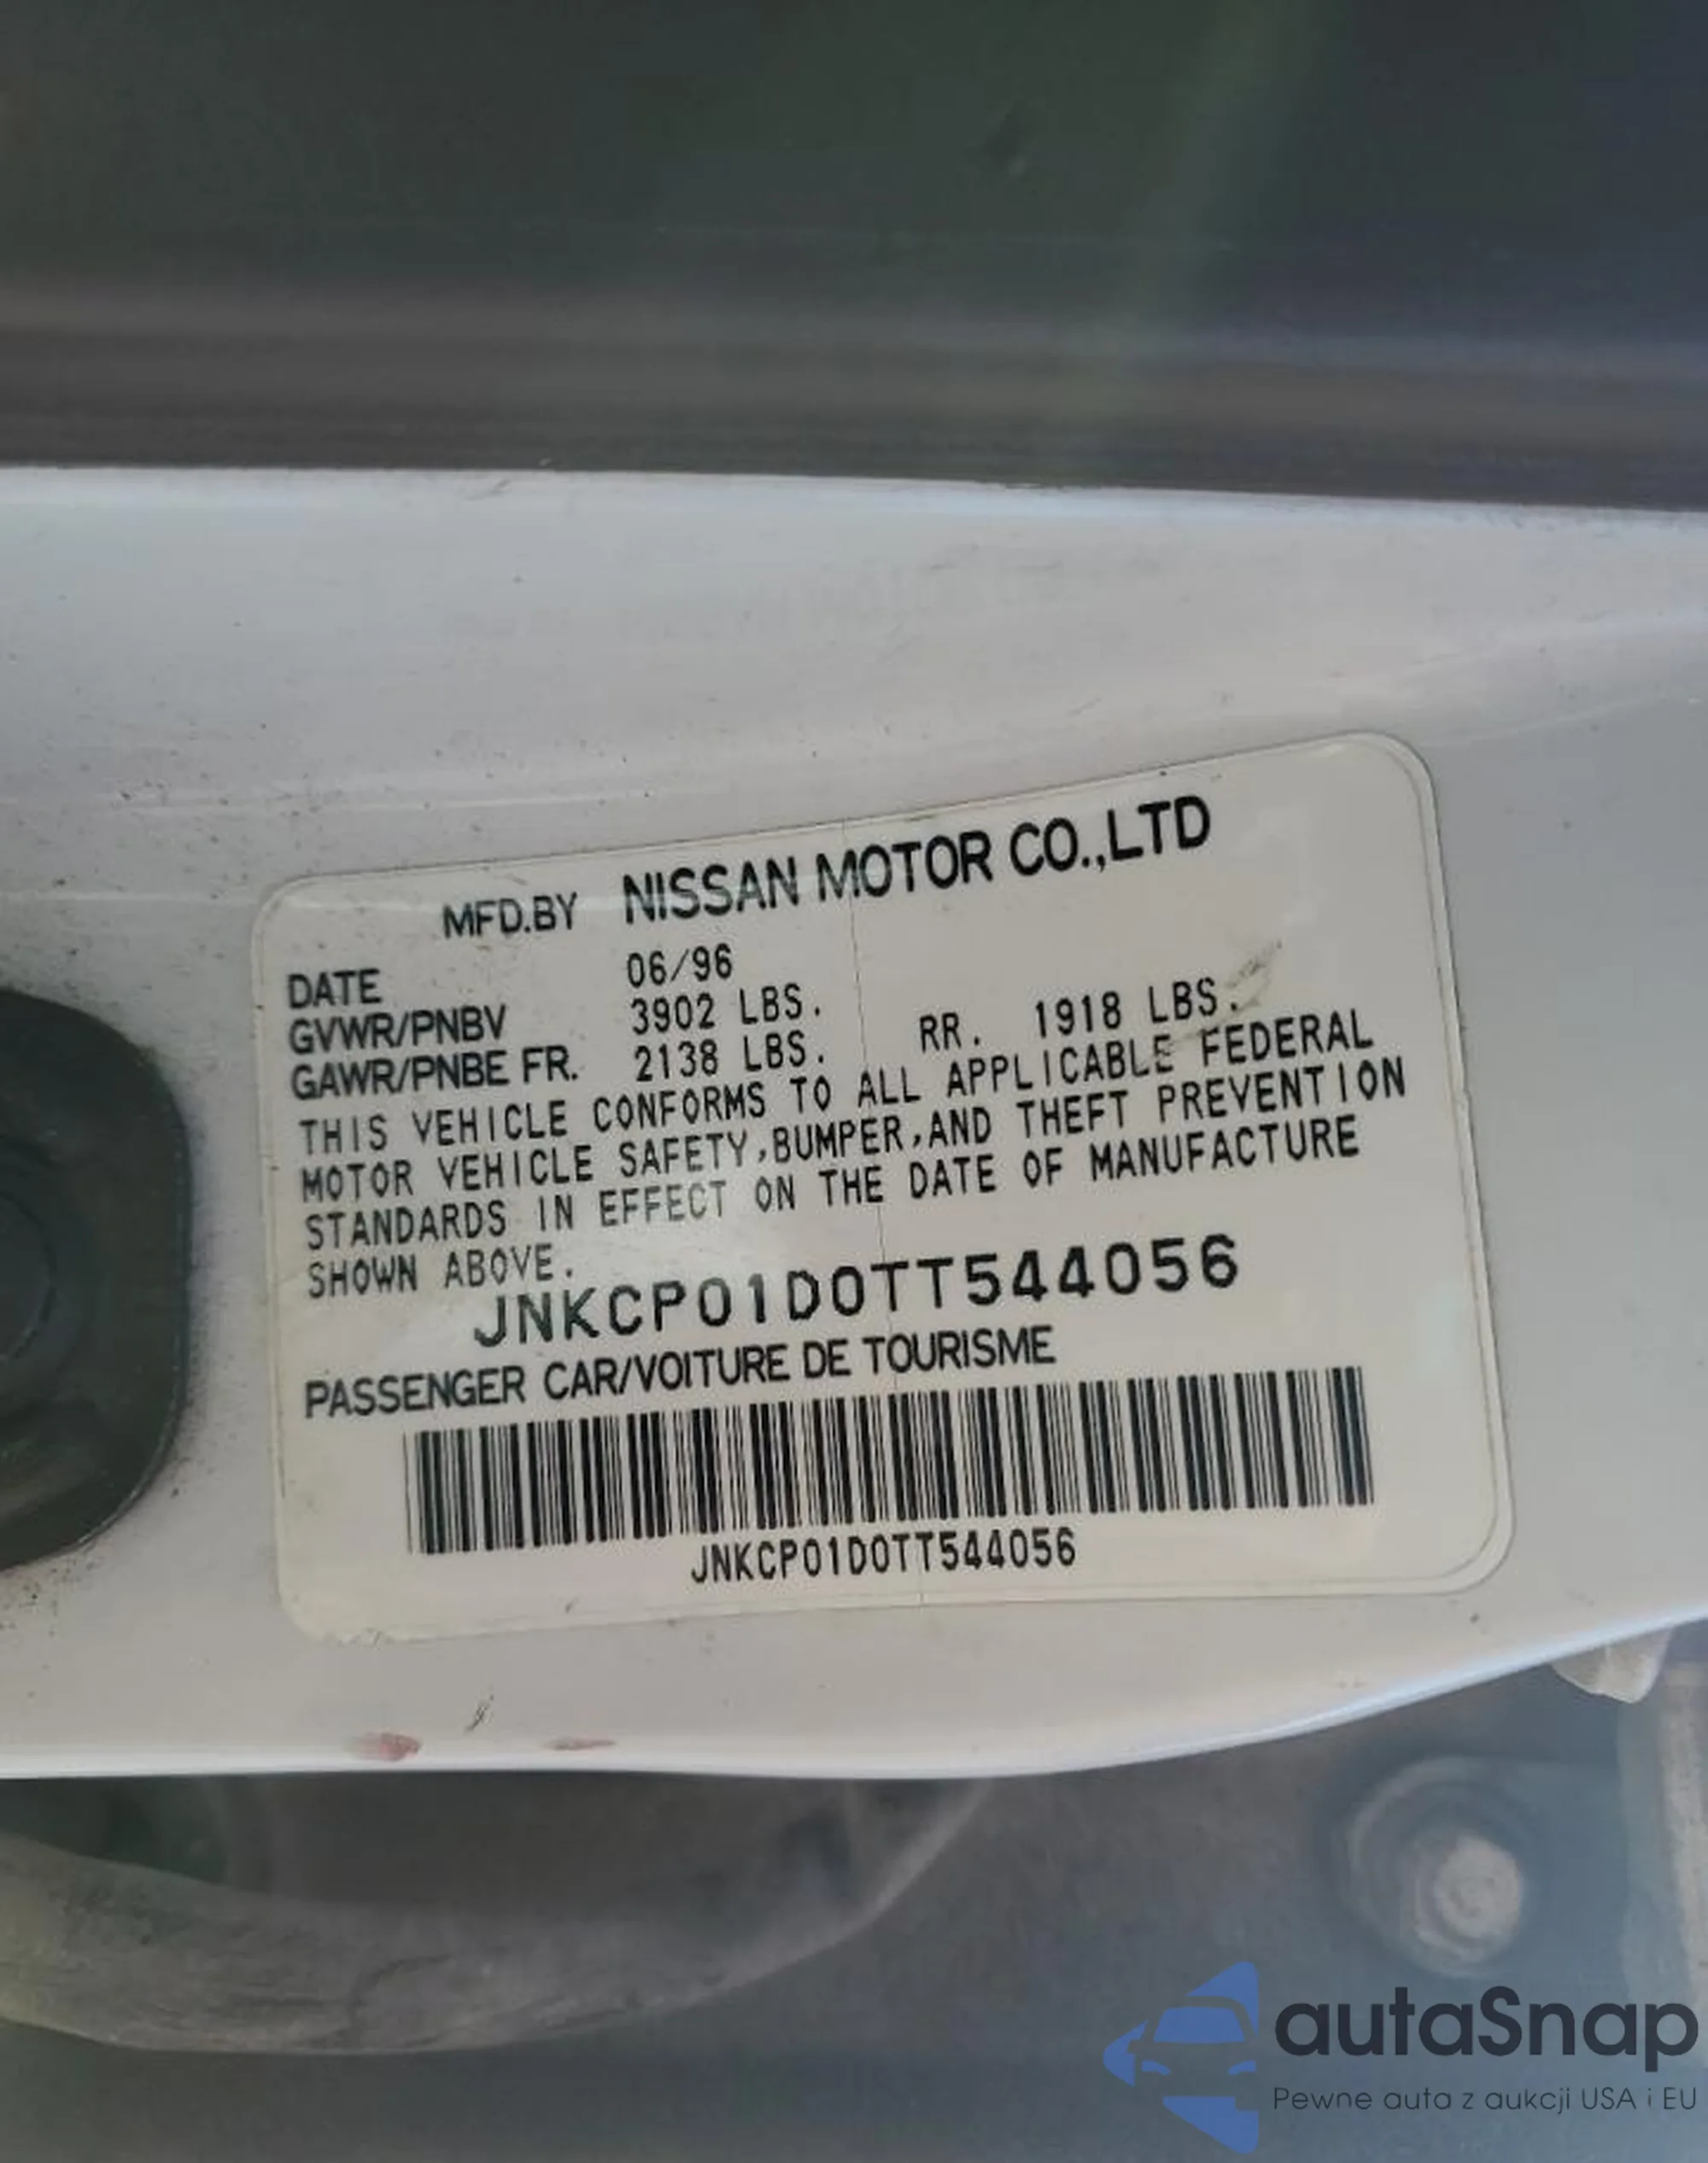 MFD.BY NISSAN MOTOR CO.,LTD
DATE 06/96
GVWR/PNBV 3902 LBS.
GAWR/PNBE FR. 2138 LBS. RR. 1918 LBS.
THIS VEHICLE CONFORMS TO ALL APPLICABLE FEDERAL
MOTOR VEHICLE SAFETY,BUMPER,AND THEFT PREVENTION
STANDARDS IN EFFECT ON THE DATE OF MANUFACTURE
SHOWN ABOVE.
JNKCP01D0TT544056
PASSENGER CAR/VOITURE DE TOURISME
JNKCP01D0TT544056
autaSnap
Pewne auta z aukcji USA i EU